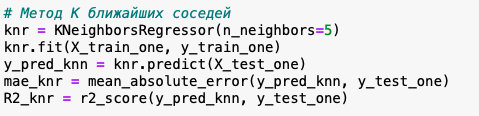 # Метод К ближайших соседей
knr = KNeighborsRegressor(n_neighbors=5)
knr.fit(X_train_one, y_train_one)
y_pred_knn = knr.predict(X_test_one)
mae_knr = mean_absolute_error(y_pred_knn, y_test_one)
R2_knr = r2_score(y_pred_knn, y_test_one)